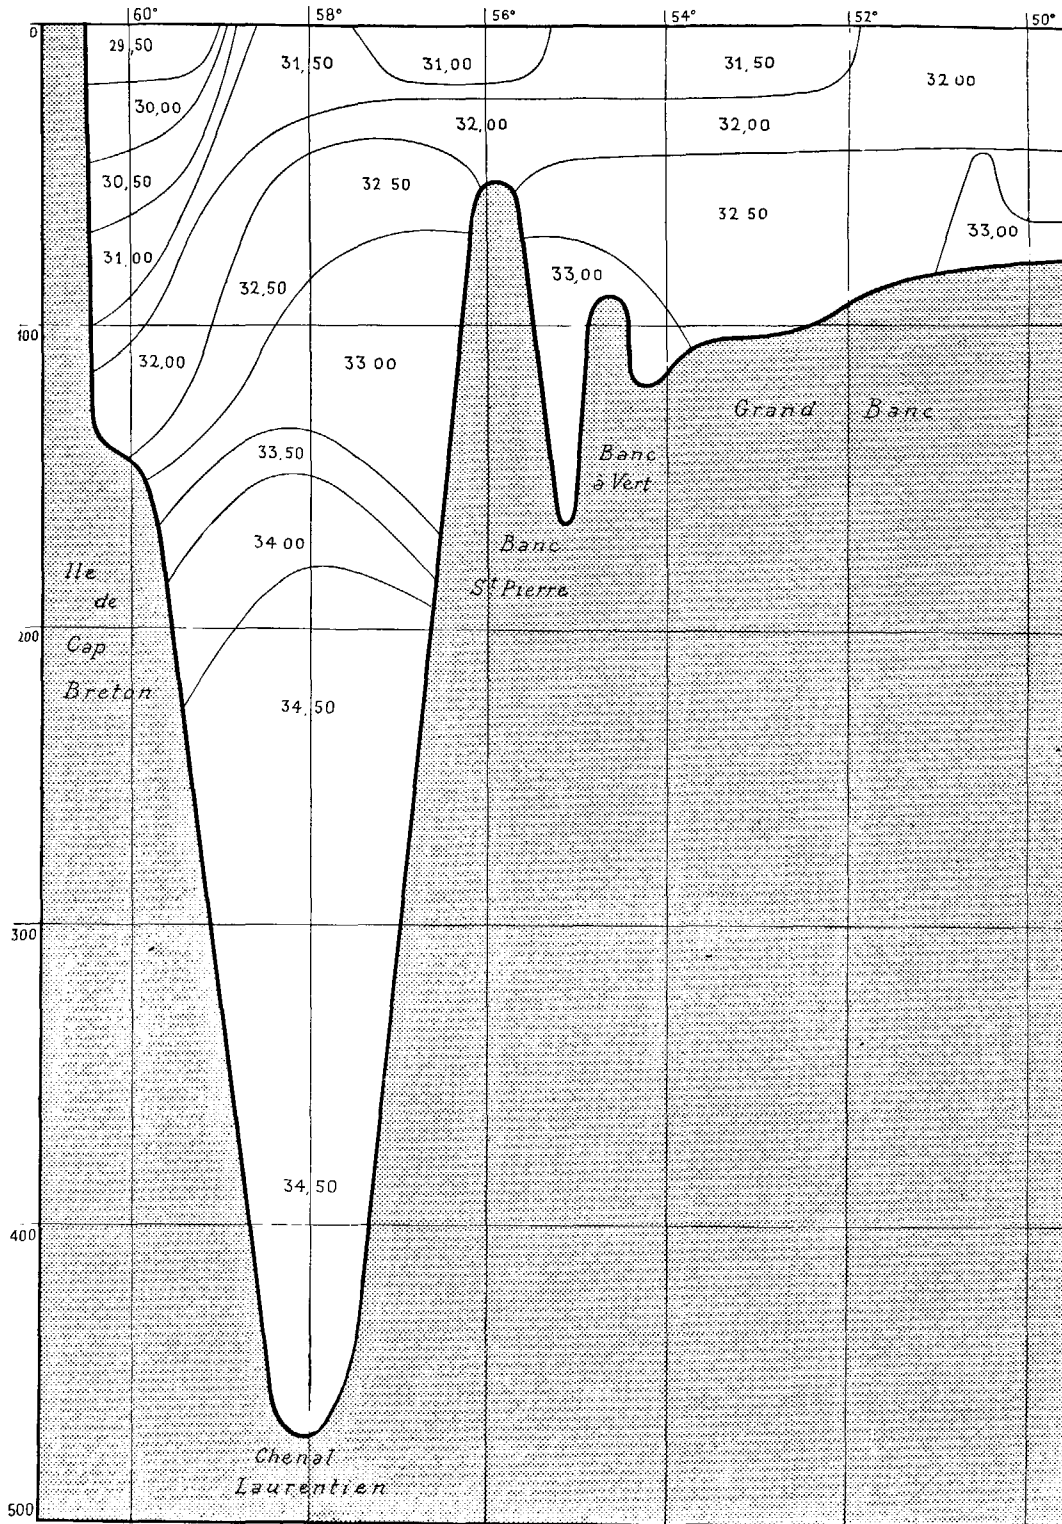 60° 58° 56° 54° 52° 50°
0
29,50 31,50 31,00 31,50 32 00
30,00 32,00 32,00
30,50 32 50 32 50 33,00
31,00 32,50 33,00
100
32,00 33 00
Grand Banc
33,50
Banc
à Vert
34 00
Banc
St Pierre
Ile
de
200
Cap
Breton
34,50
300
34,50
400
Chenal
Laurentien
500